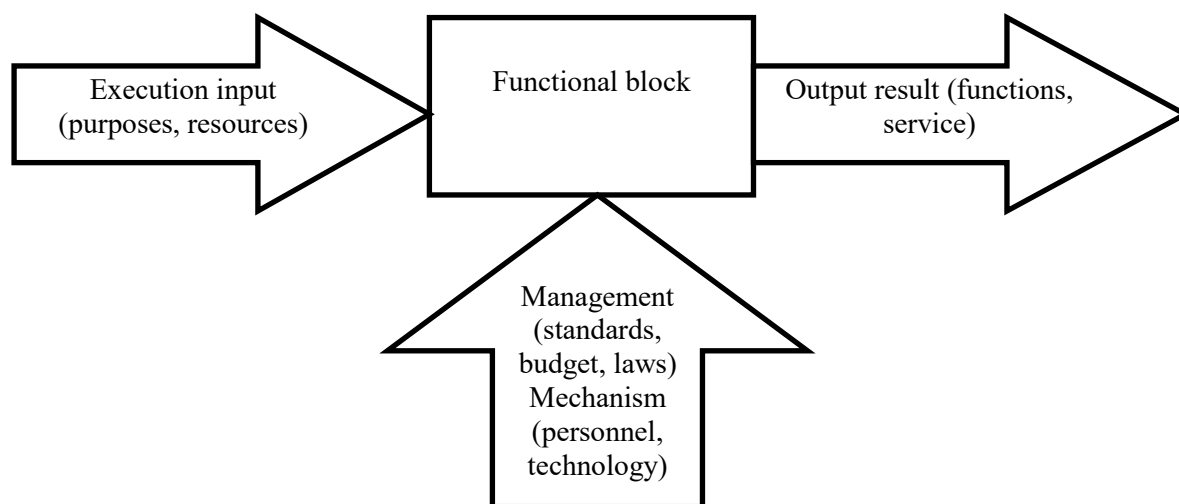 Execution input
(purposes, resources)
Functional block
Output result (functions,
service)
Management
(standards,
budget, laws)
Mechanism
(personnel,
technology)